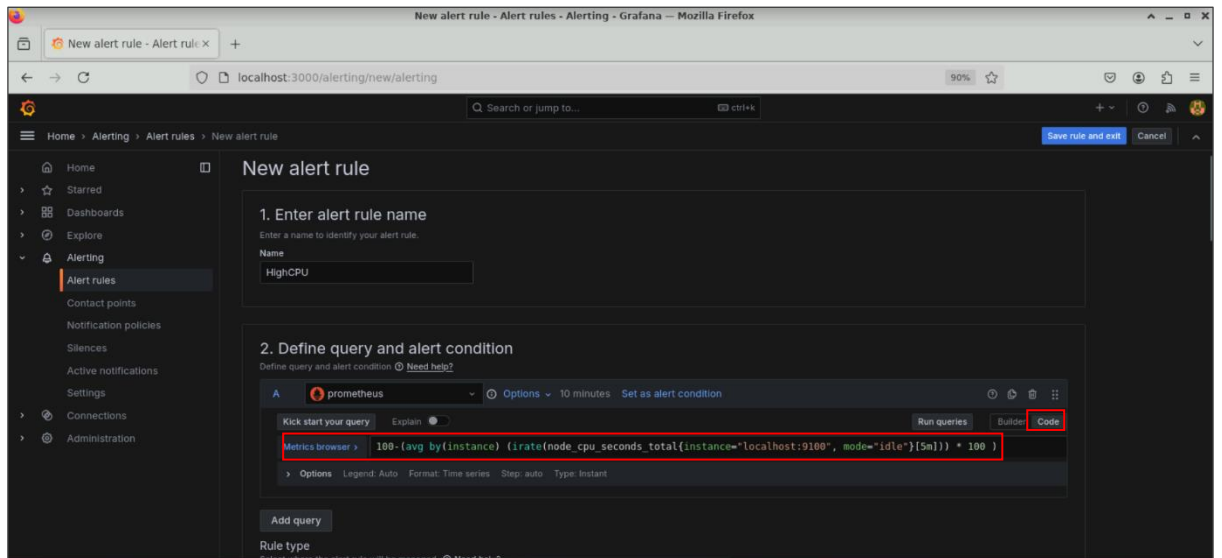 New alert rule - Alert rules - Alerting - Grafana — Mozilla Firefox
New alert rule - Alert rule
localhost:3000/alerting/new/alerting
90%
Search or jump to...
ctrl+k
Home › Alerting › Alert rules › New alert rule
Save rule and exit
Cancel
Home
Starred
Dashboards
Explore
Alerting
Alert rules
Contact points
Notification policies
Silences
Active notifications
Settings
Connections
Administration
New alert rule
1. Enter alert rule name
Enter a name to identify your alert rule.
Name
HighCPU
2. Define query and alert condition
Define query and alert condition Need help?
A prometheus Options 10 minutes Set as alert condition
Kick start your query Explain Run queries Builder Code
Metrics browser › 100-(avg by(instance) (irate(node_cpu_seconds_total{instance="localhost:9100", mode="idle"}[5m])) * 100 )
› Options Legend: Auto Format: Time series Step: auto Type: Instant
Add query
Rule type